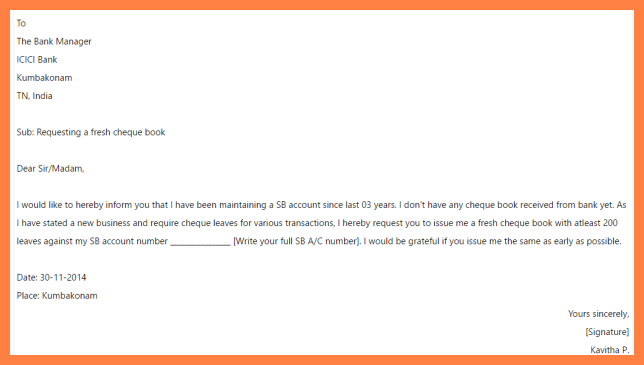 To
The Bank Manager
ICICI Bank
Kumbakonam
TN, India
Sub: Requesting a fresh cheque book
Dear Sir/Madam,
I would like to hereby inform you that I have been maintaining a SB account since last 03 years. I don't have any cheque book received from bank yet. As
I have stated a new business and require cheque leaves for various transactions, I hereby request you to issue me a fresh cheque book with atleast 200
leaves against my SB account number ______________ [Write your full SB A/C number]. I would be grateful if you issue me the same as early as possible.
Date: 30-11-2014
Place: Kumbakonam
Yours sincerely,
[Signature]
Kavitha P.